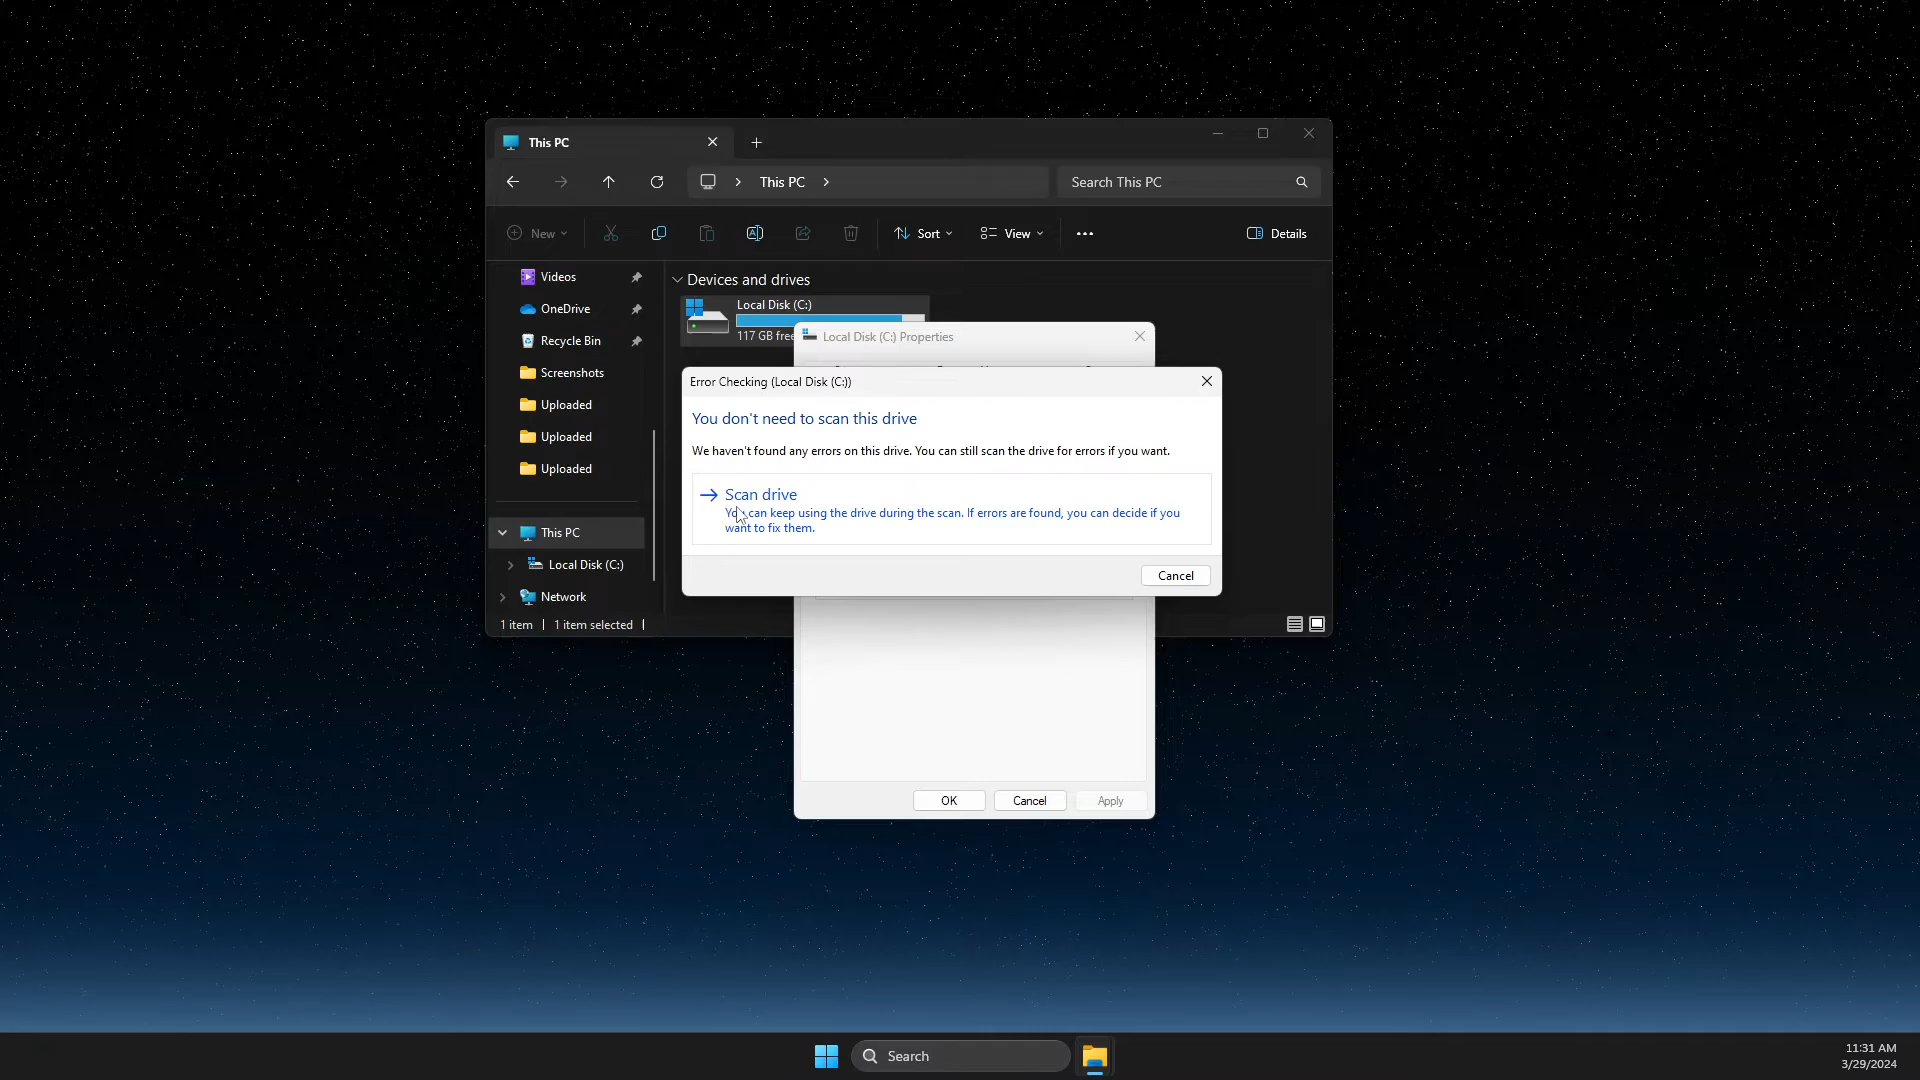 This PC
This PC
Search This PC
New
Sort
View
Details
Videos
OneDrive
Recycle Bin
Screenshots
Uploaded
Uploaded
Uploaded
This PC
Local Disk (C:)
Network
Devices and drives
Local Disk (C:)
117 GB free
Local Disk (C:) Properties
Error Checking (Local Disk (C:))
You don't need to scan this drive
We haven't found any errors on this drive. You can still scan the drive for errors if you want.
Scan drive
You can keep using the drive during the scan. If errors are found, you can decide if you
want to fix them.
Cancel
1 item
1 item selected
OK
Cancel
Apply
Search
11:31 AM
3/29/2024